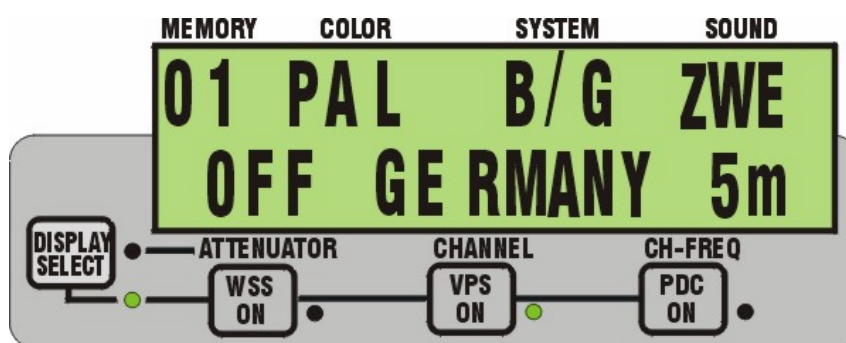 MEMORY COLOR SYSTEM SOUND
01 PAL B/G ZWE
OFF GERMANY 5m
DISPLAY SELECT
ATTENUATOR CHANNEL CH-FREQ
WSS ON
VPS ON
PDC ON